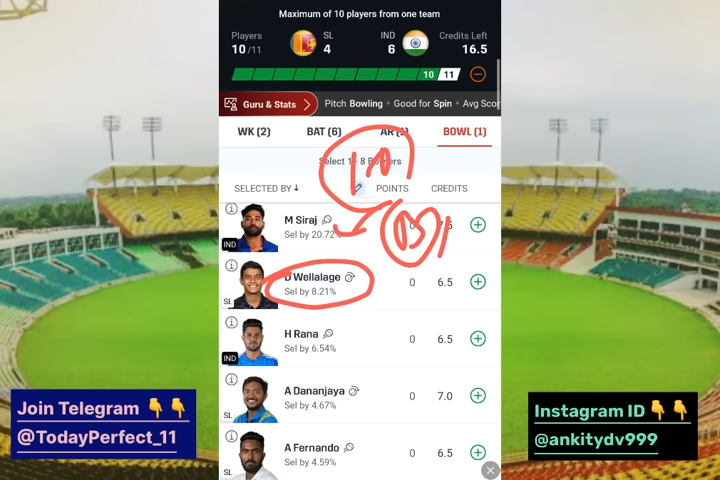 Maximum of 10 players from one team
Players
10/11
SL
4
IND
6
Credits Left
16.5
10 11
Guru & Stats Pitch Bowling • Good for Spin • Avg Scor
WK (2) BAT (6) BOWL (1)
SELECTED BY POINTS CREDITS
M Siraj
Sel by 20.72%
IND
D Wellalage
Sel by 8.21%
SL
0 6.5
H Rana
Sel by 6.54%
IND
0 6.5
A Dananjaya
Sel by 4.67%
SL
0 7.0
A Fernando
Sel by 4.59%
SL
0 6.5
Join Telegram 👇👇
@TodayPerfect_11
Instagram ID👇👇
@ankitydv999